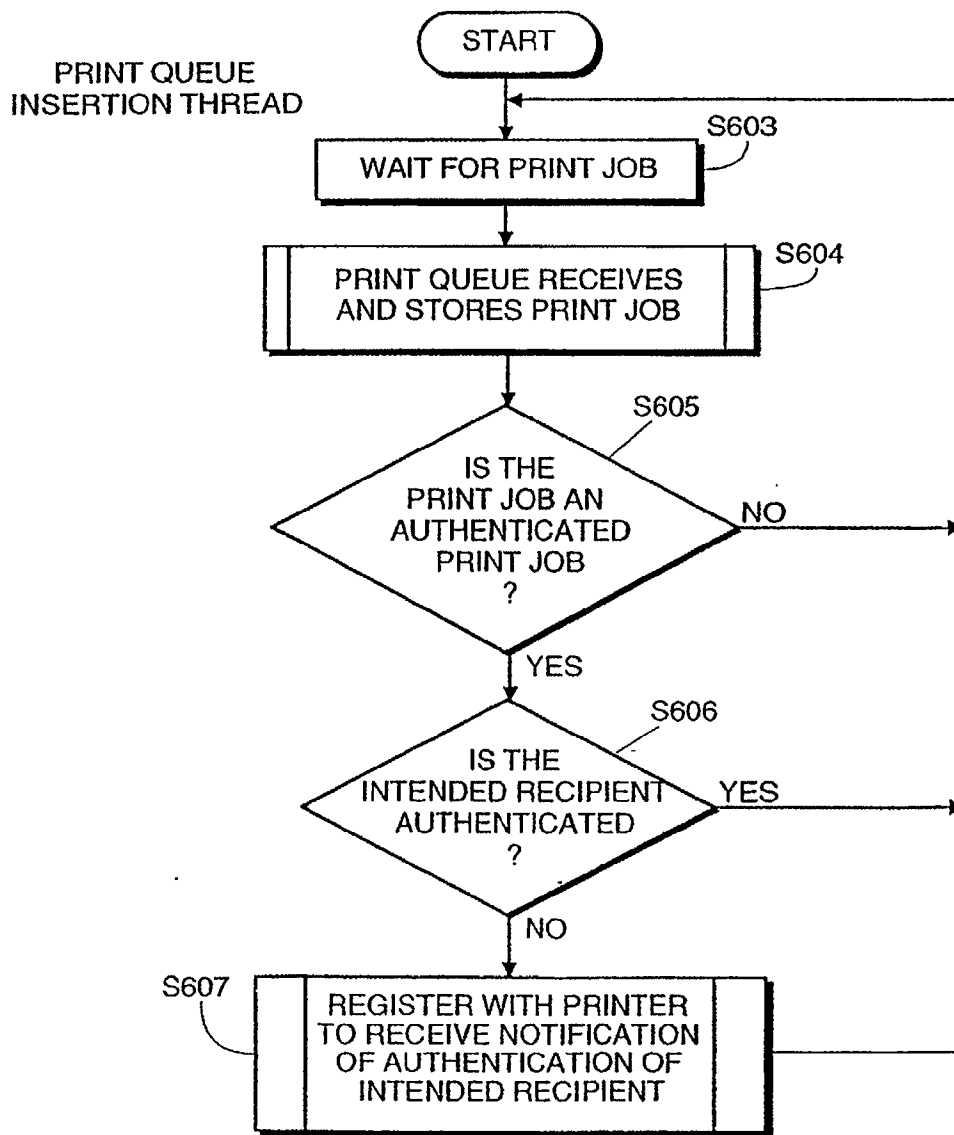 START
PRINT QUEUE
INSERTION THREAD
S603
WAIT FOR PRINT JOB
S604
PRINT QUEUE RECEIVES
AND STORES PRINT JOB
S605
IS THE
PRINT JOB AN
AUTHENTICATED
PRINT JOB
?
NO
YES
S606
IS THE
INTENDED RECIPIENT
AUTHENTICATED
?
YES
NO
S607
REGISTER WITH PRINTER
TO RECEIVE NOTIFICATION
OF AUTHENTICATION OF
INTENDED RECIPIENT